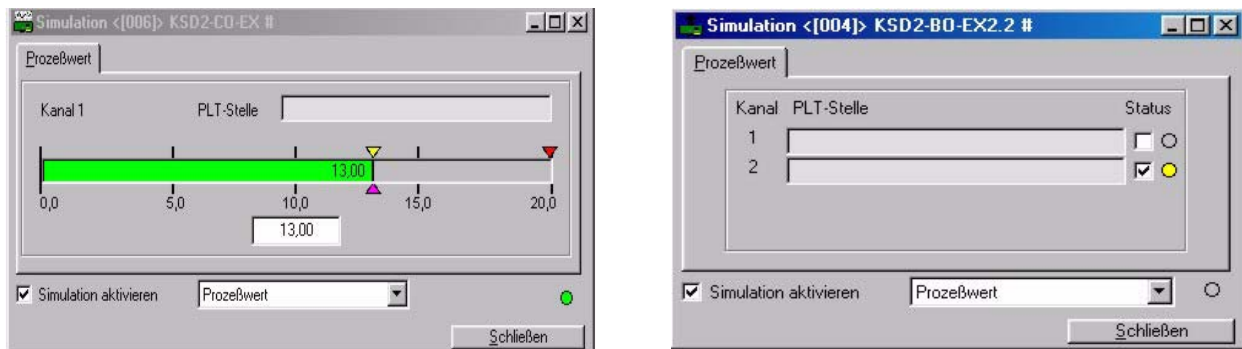 Simulation <[006]> KSD2-CO-EX #
Prozeßwert
Kanal 1 PLT-Stelle
13,00
0,0 5,0 10,0 15,0 20,0
13,00
Simulation aktivieren Prozeßwert
Schließen
Simulation <[004]> KSD2-BO-EX2.2 #
Prozeßwert
Kanal PLT-Stelle Status
1
2
Simulation aktivieren Prozeßwert
Schließen